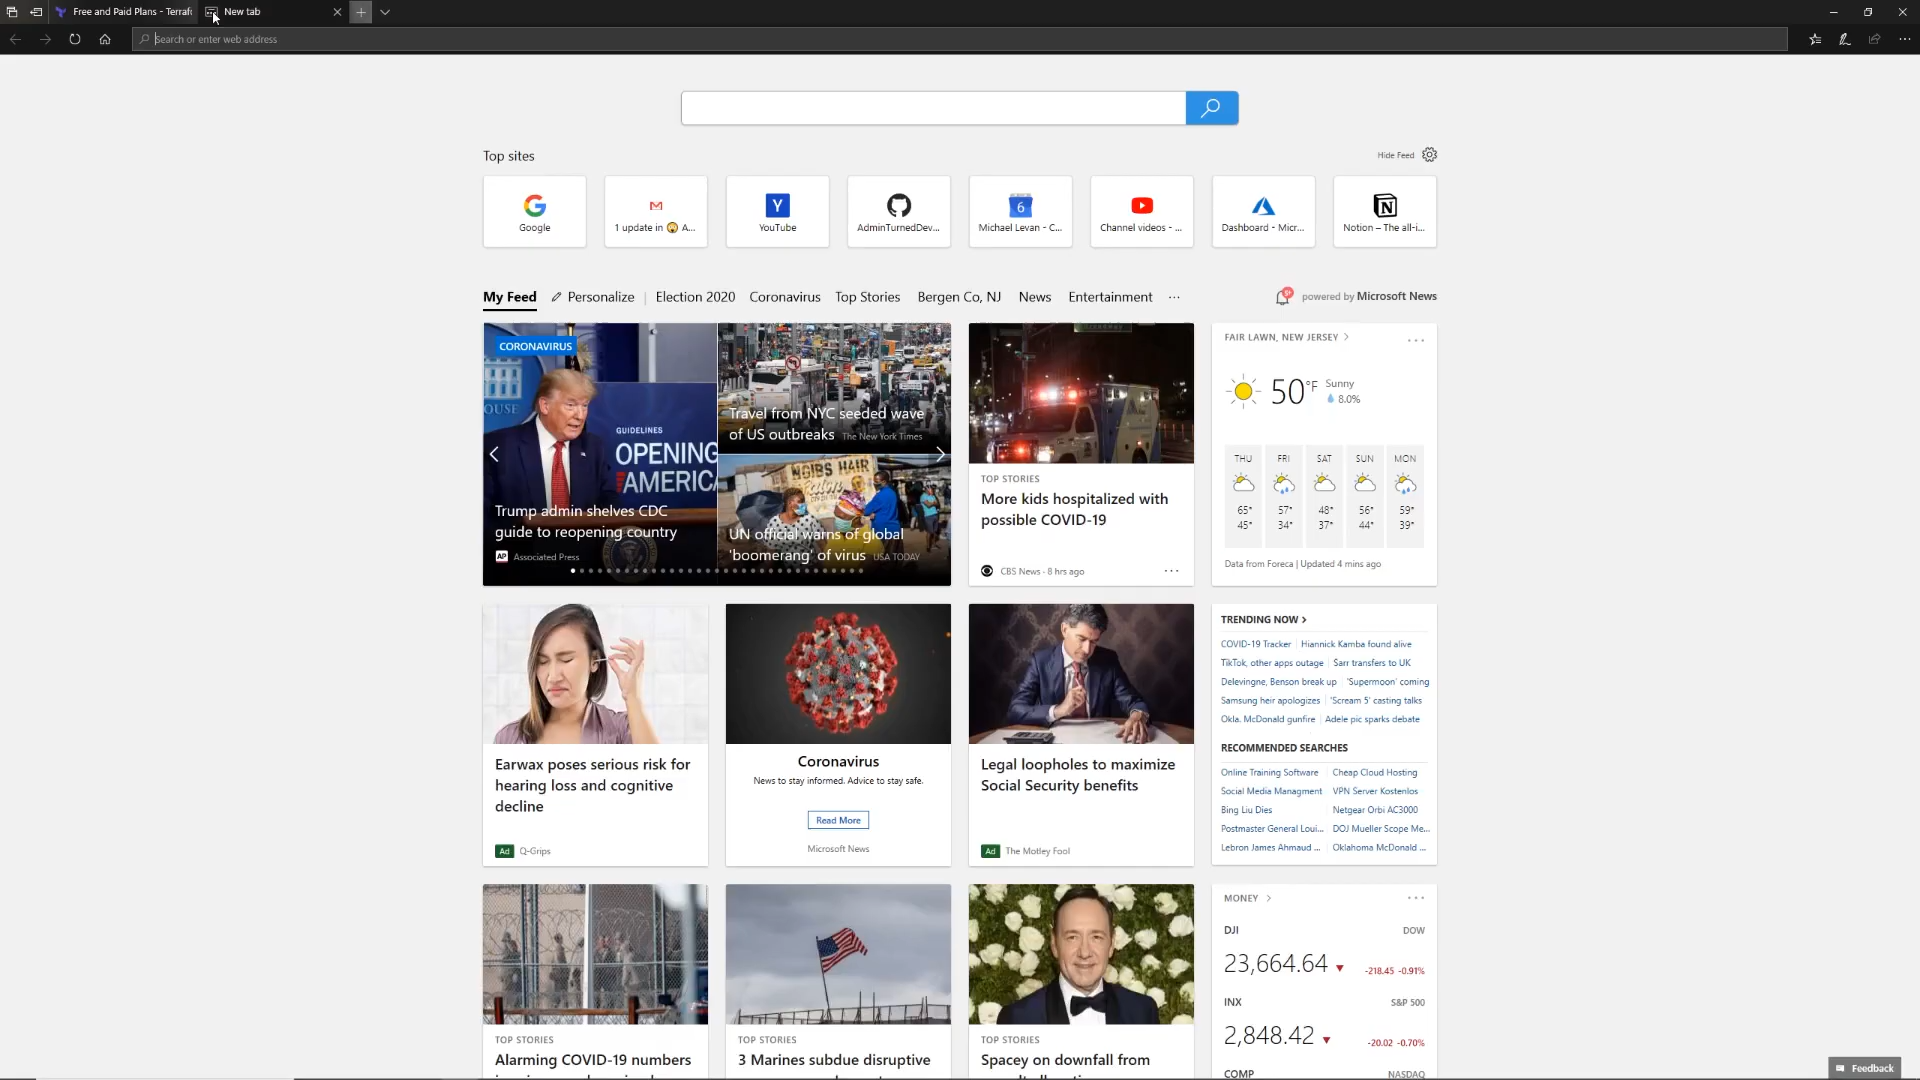 Free and Paid Plans - Terrafo
New tab
Search or enter web address
Top sites
Hide Feed
Google
1 update in 😲 A...
Y
YouTube
AdminTurnedDev...
6
Michael Levan - C...
Channel videos - ...
Dashboard - Micr...
Notion – The all-i...
My Feed
Personalize
Election 2020
Coronavirus
Top Stories
Bergen Co, NJ
News
Entertainment
powered by Microsoft News
CORONAVIRUS
OUSE
GUIDELINES
OPENING
AMERICA
Trump admin shelves CDC
guide to reopening country
AP Associated Press
Travel from NYC seeded wave
of US outbreaks The New York Times
UN official warns of global
'boomerang' of virus USA TODAY
TOP STORIES
More kids hospitalized with
possible COVID-19
CBS News - 8 hrs ago
FAIR LAWN, NEW JERSEY >
50°F
Sunny
8.0%
THU FRI SAT SUN MON
65° 57° 48° 56° 59°
45° 34° 37° 44° 39°
Data from Foreca | Updated 4 mins ago
Earwax poses serious risk for
hearing loss and cognitive
decline
Ad Q-Grips
Coronavirus
News to stay informed. Advice to stay safe.
Read More
Microsoft News
Legal loopholes to maximize
Social Security benefits
Ad The Motley Fool
TRENDING NOW >
COVID-19 Tracker | Hiannick Kamba found alive
TikTok, other apps outage | Sarr transfers to UK
Delevingne, Benson break up | 'Supermoon' coming
Samsung heir apologizes | 'Scream 5' casting talks
Okla. McDonald gunfire | Adele pic sparks debate
RECOMMENDED SEARCHES
Online Training Software | Cheap Cloud Hosting
Social Media Managment | VPN Server Kostenlos
Bing Liu Dies | Netgear Orbi AC3000
Postmaster General Loui... | DOJ Mueller Scope Me...
Lebron James Ahmaud ... | Oklahoma McDonald ...
TOP STORIES
Alarming COVID-19 numbers
TOP STORIES
3 Marines subdue disruptive
TOP STORIES
Spacey on downfall from
MONEY >
DJI DOW
23,664.64 ▼ -218.45 -0.91%
INX S&P 500
2,848.42 ▼ -20.02 -0.70%
COMP NASDAQ
Feedback